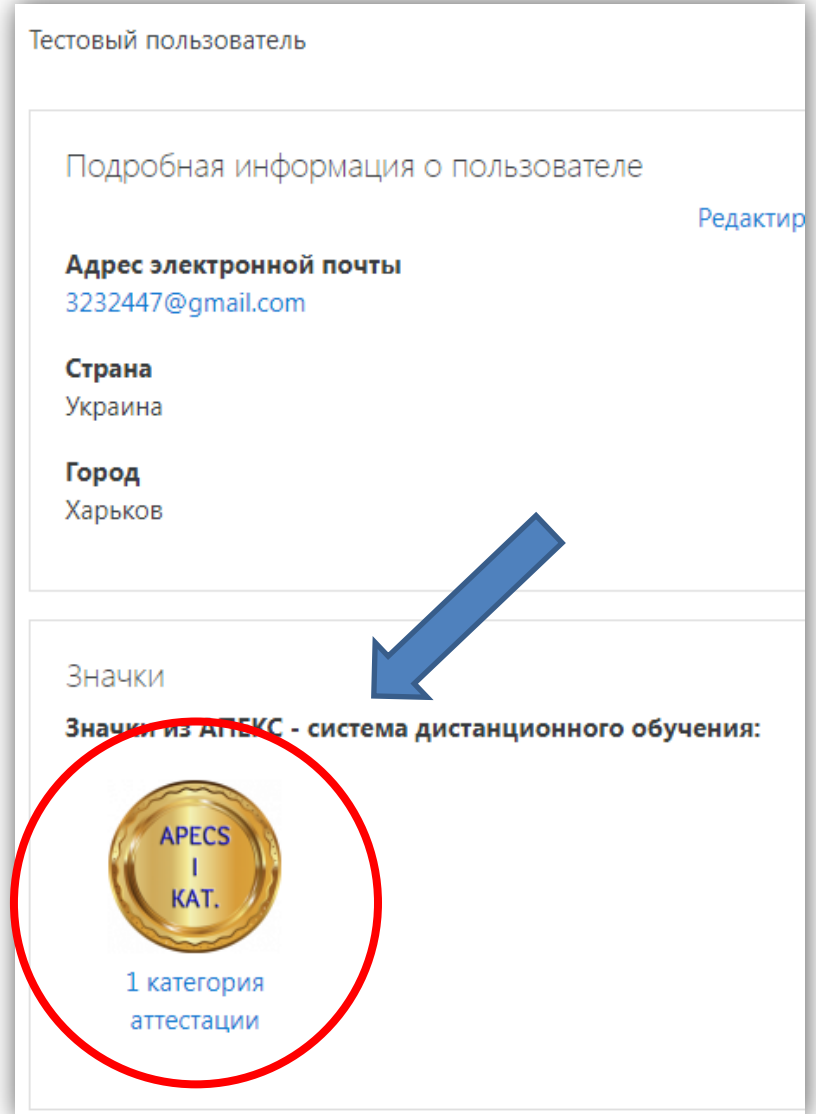 Тестовый пользователь
Подробная информация о пользователе
Редактир
Адрес электронной почты
3232447@gmail.com
Страна
Украина
Город
Харьков
Значки
Значки из АПЕКС - система дистанционного обучения:
APECS
I
КАТ.
1 категория
аттестации